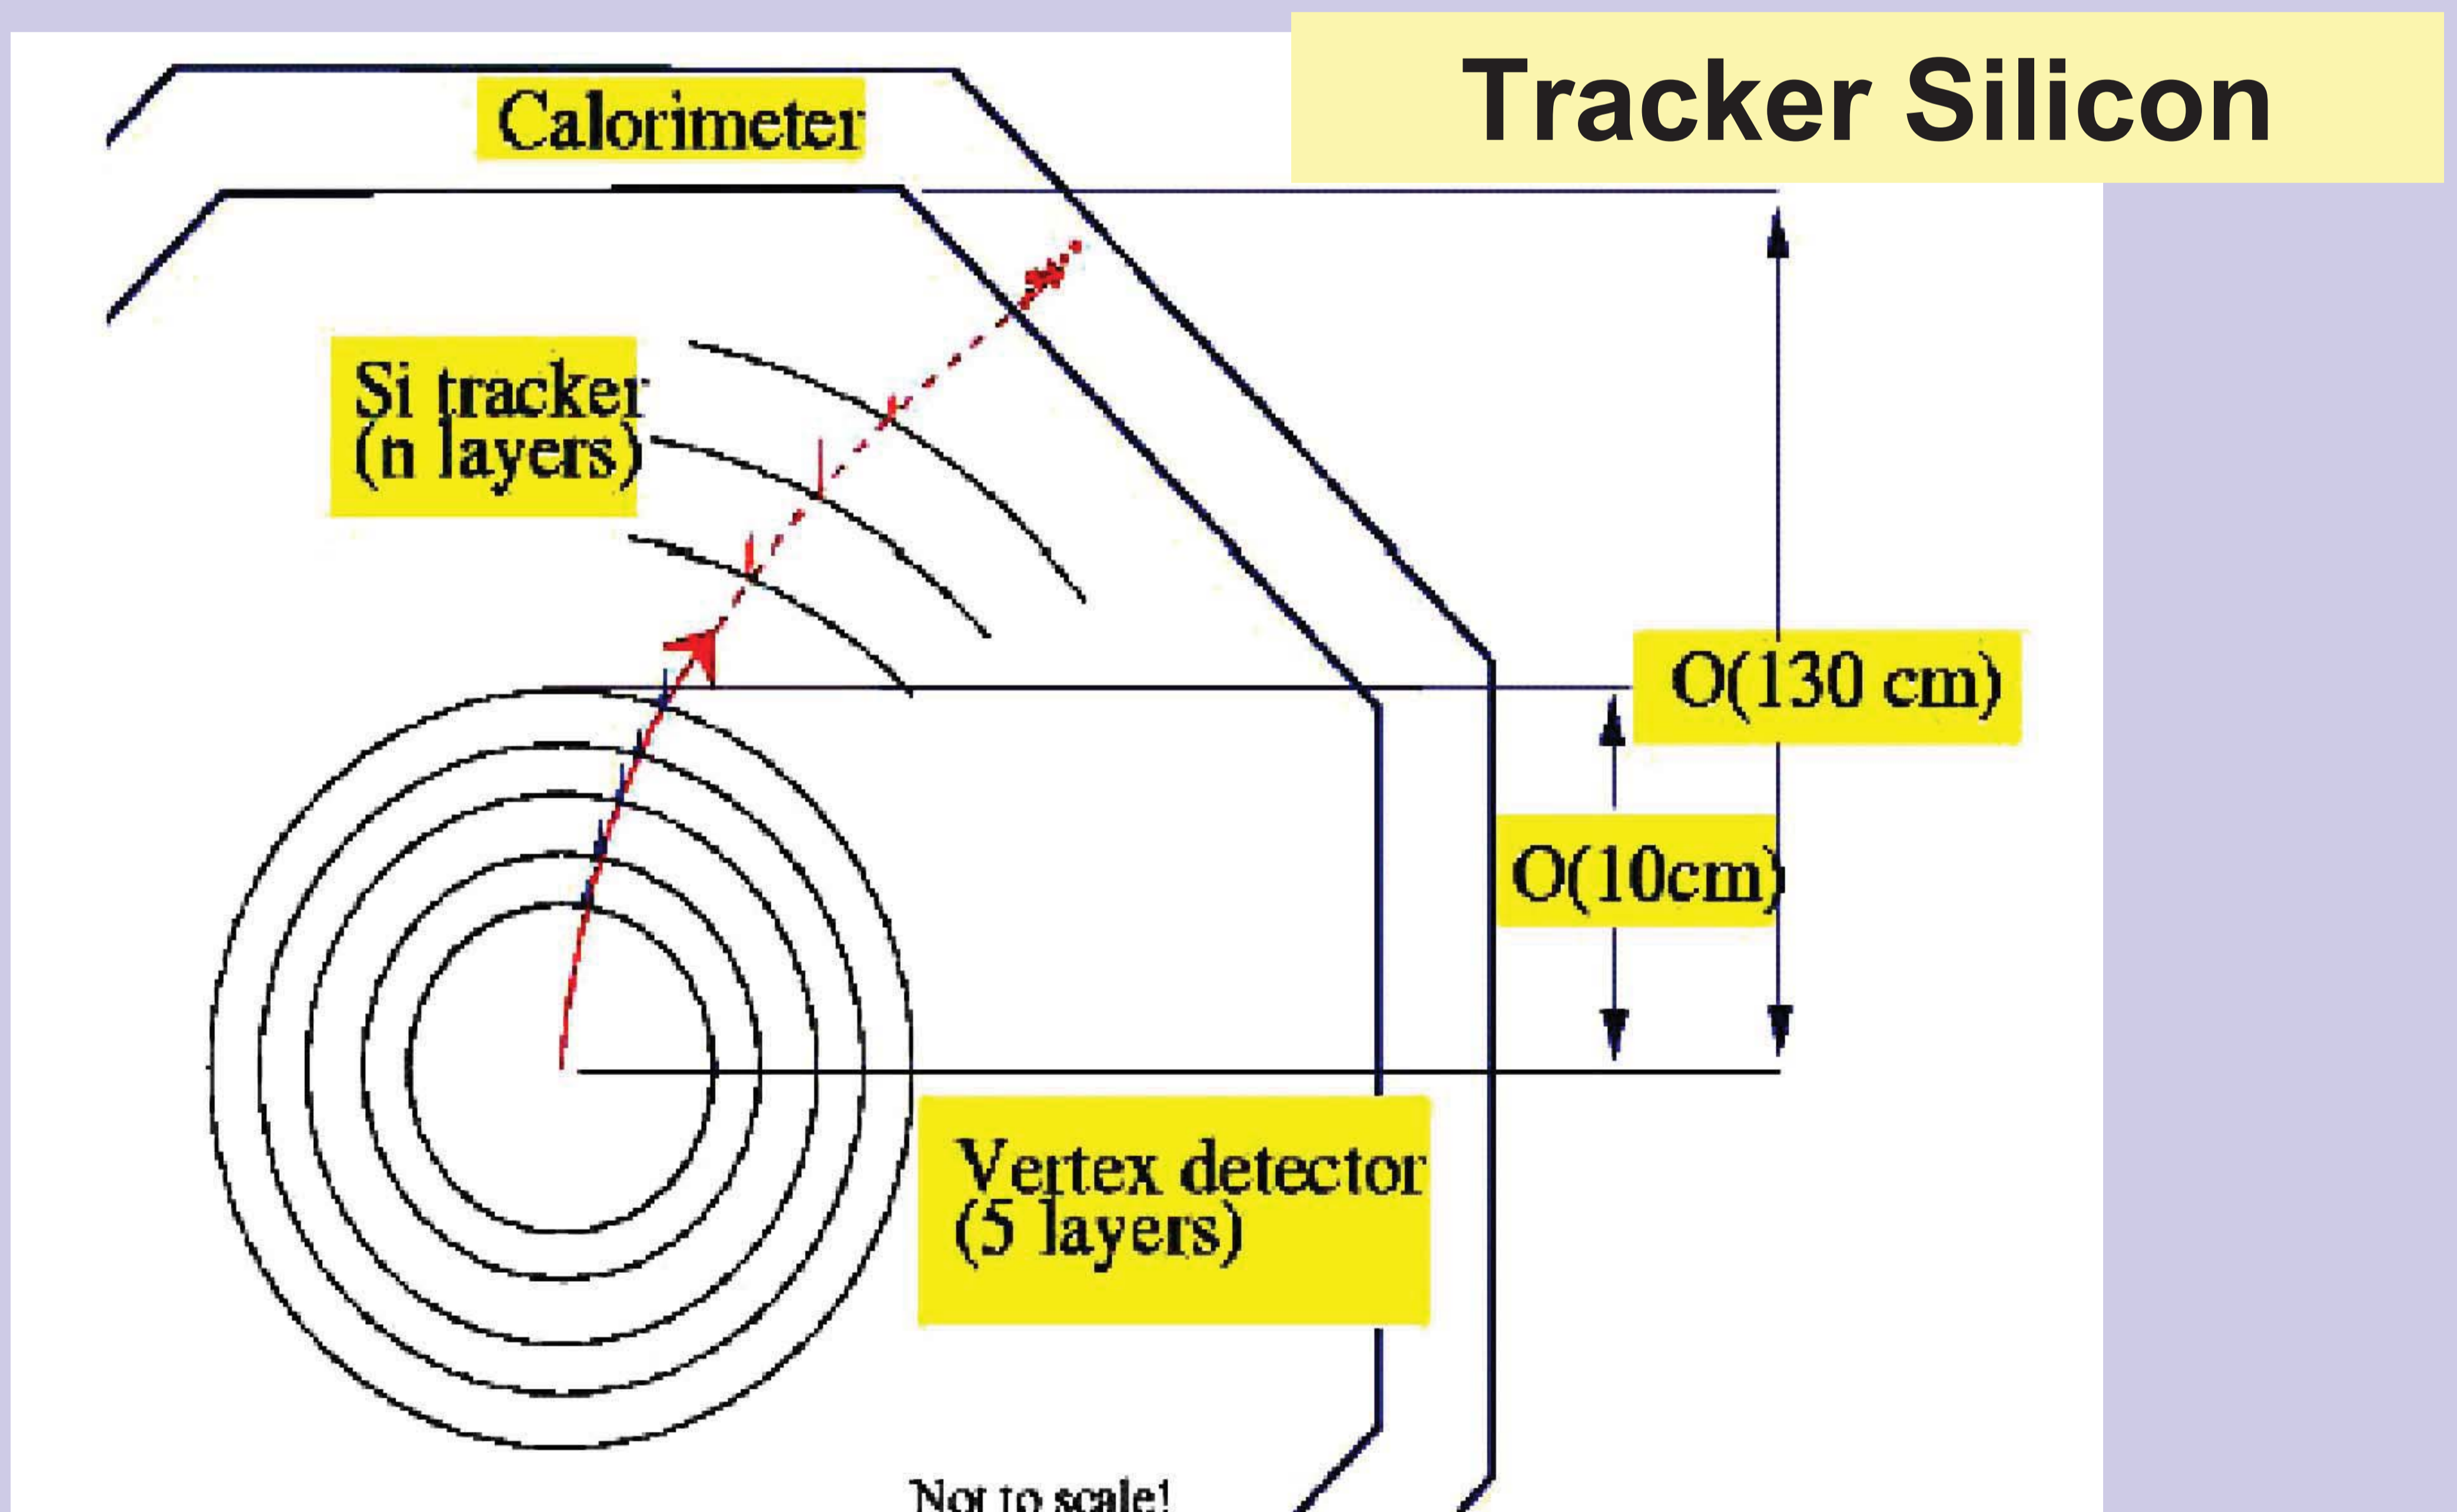 Tracker Silicon
Calorimeter
Si tracker
(n layers)
O(130 cm)
O(10cm)
Vertex detector
(5 layers)
Not to scale!